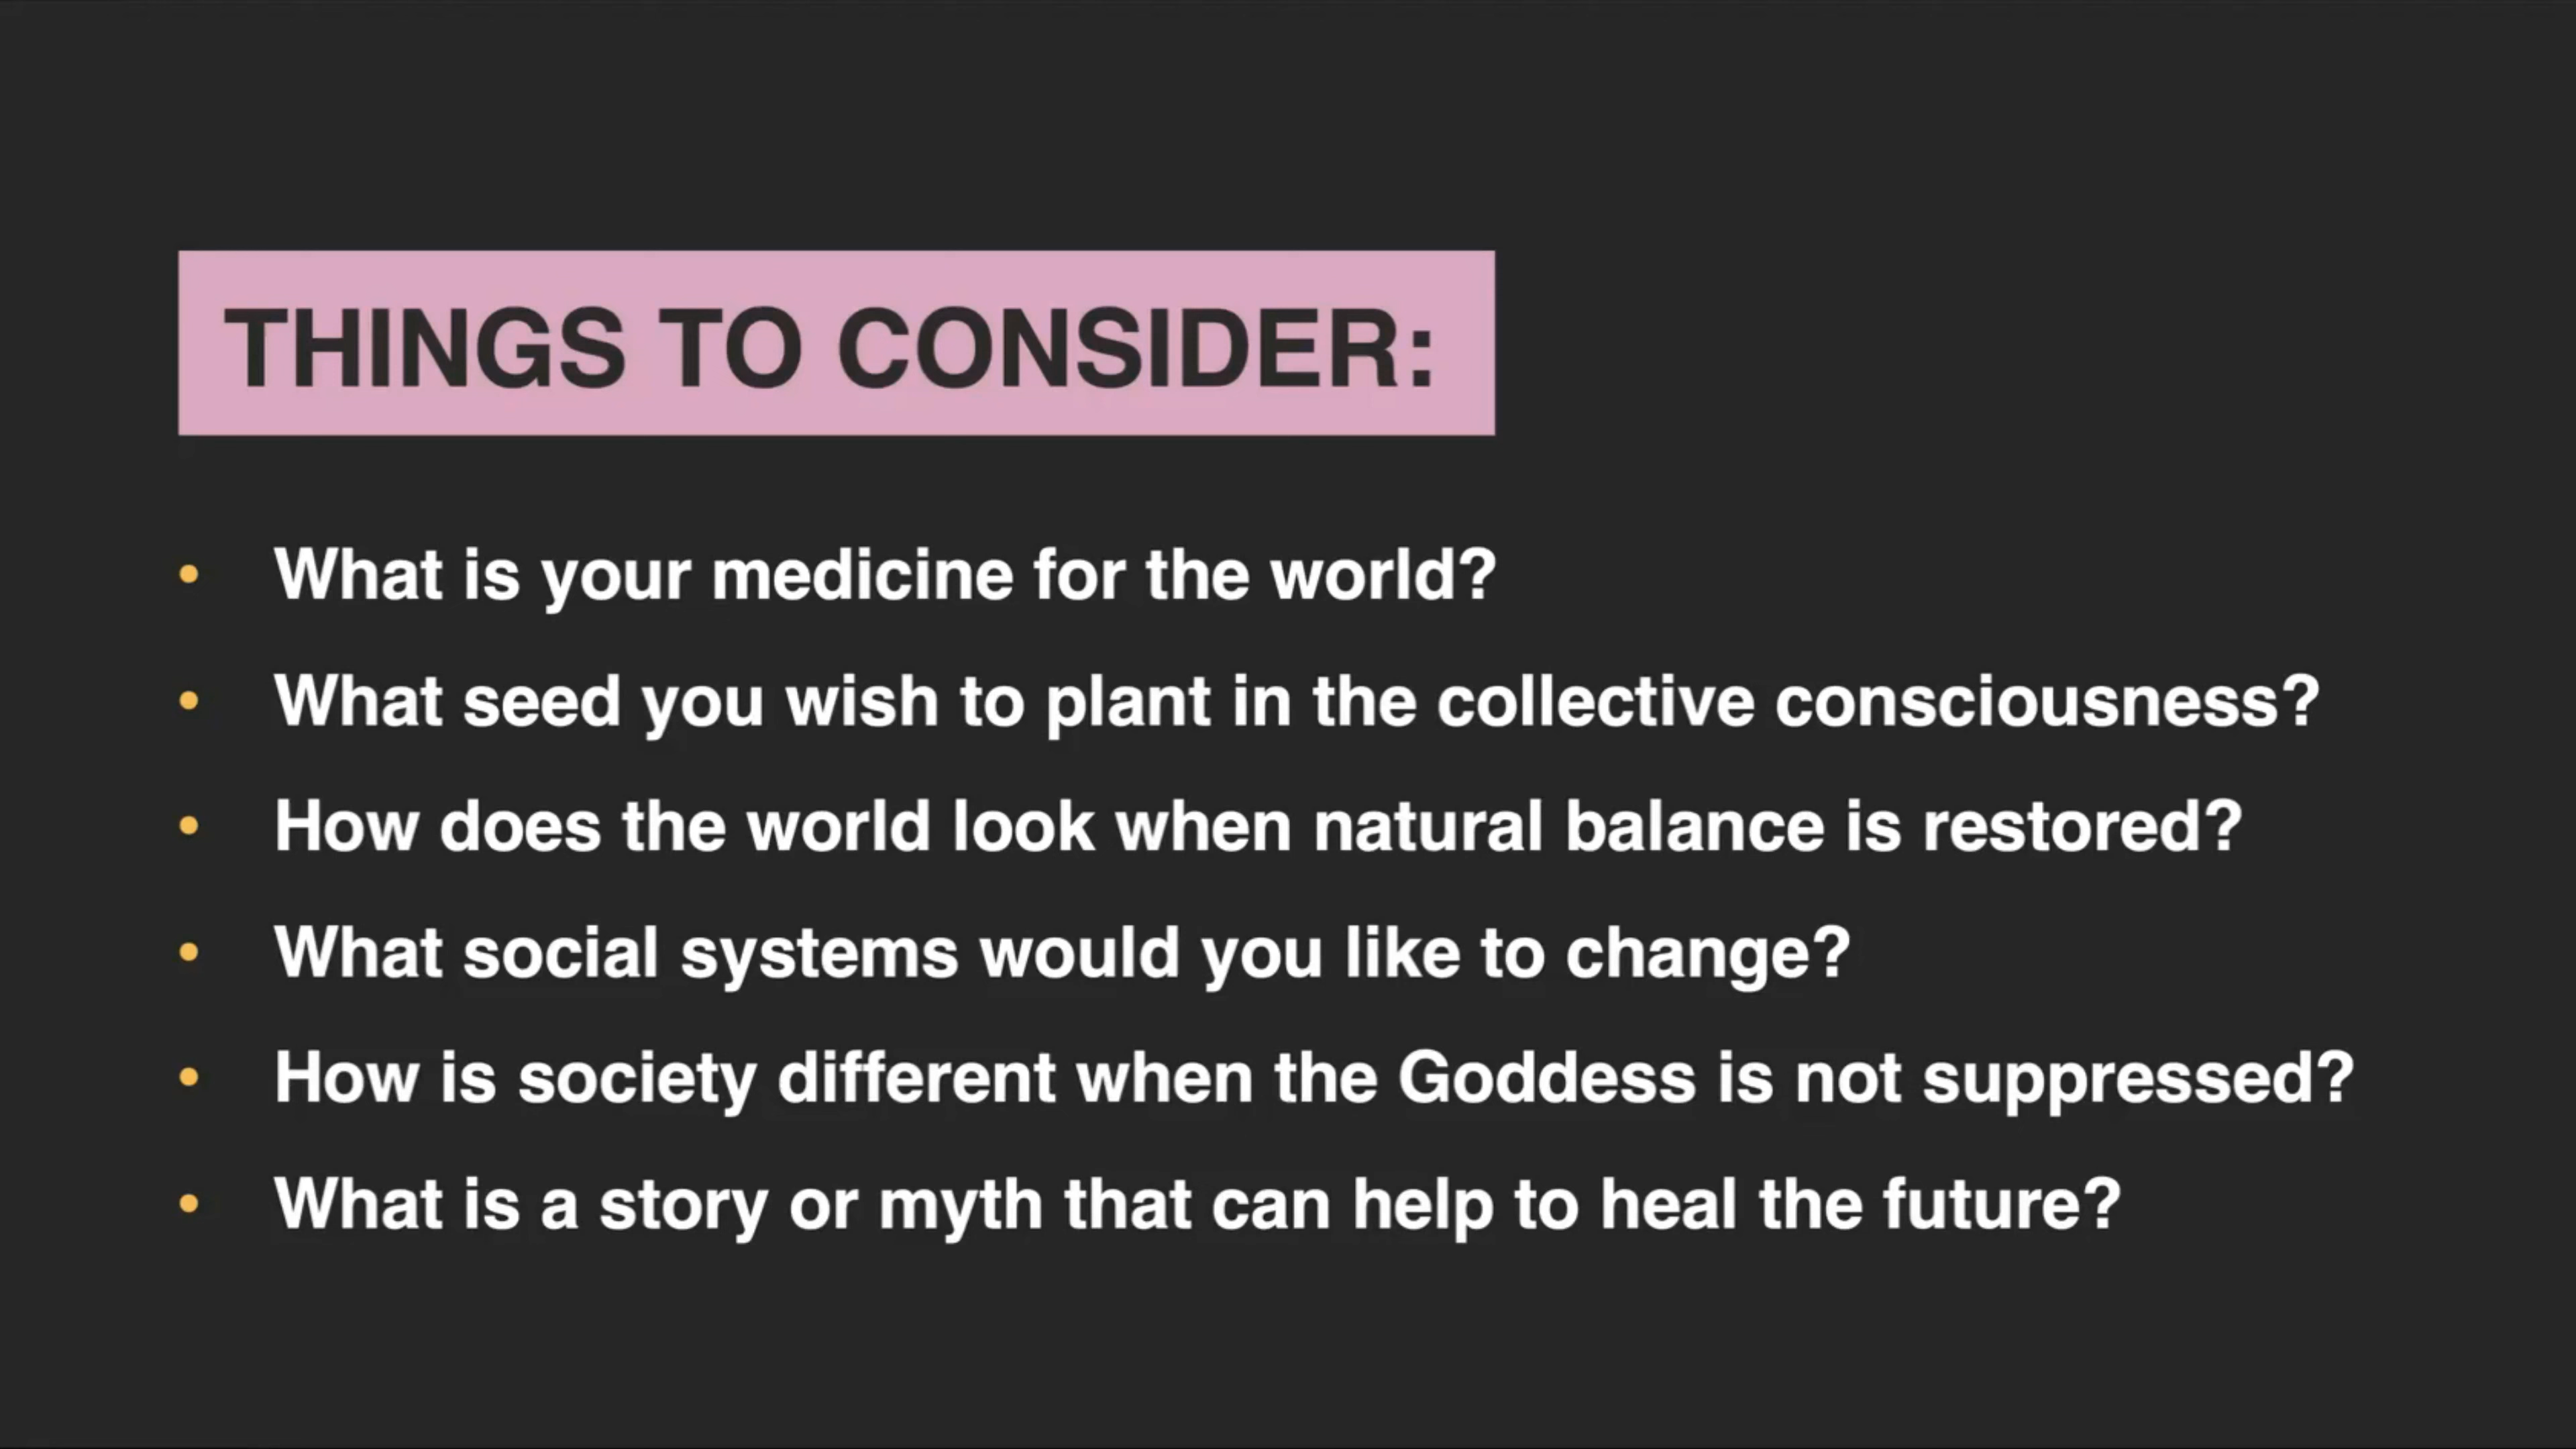 THINGS TO CONSIDER:
• What is your medicine for the world?
• What seed you wish to plant in the collective consciousness?
• How does the world look when natural balance is restored?
• What social systems would you like to change?
• How is society different when the Goddess is not suppressed?
• What is a story or myth that can help to heal the future?